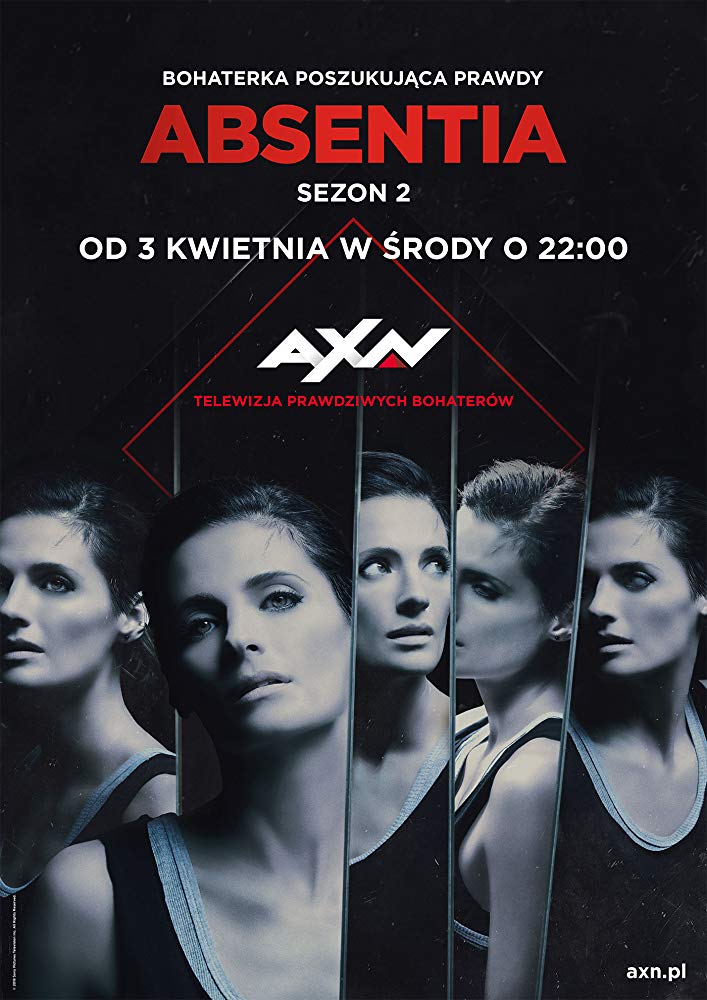 BOHATERKA POSZUKUJĄCA PRAWDY
ABSENTIA
SEZON 2
OD 3 KWIETNIA W ŚRODY O 22:00
AXN
TELEWIZJA PRAWDZIWYCH BOHATERÓW
axn.pl